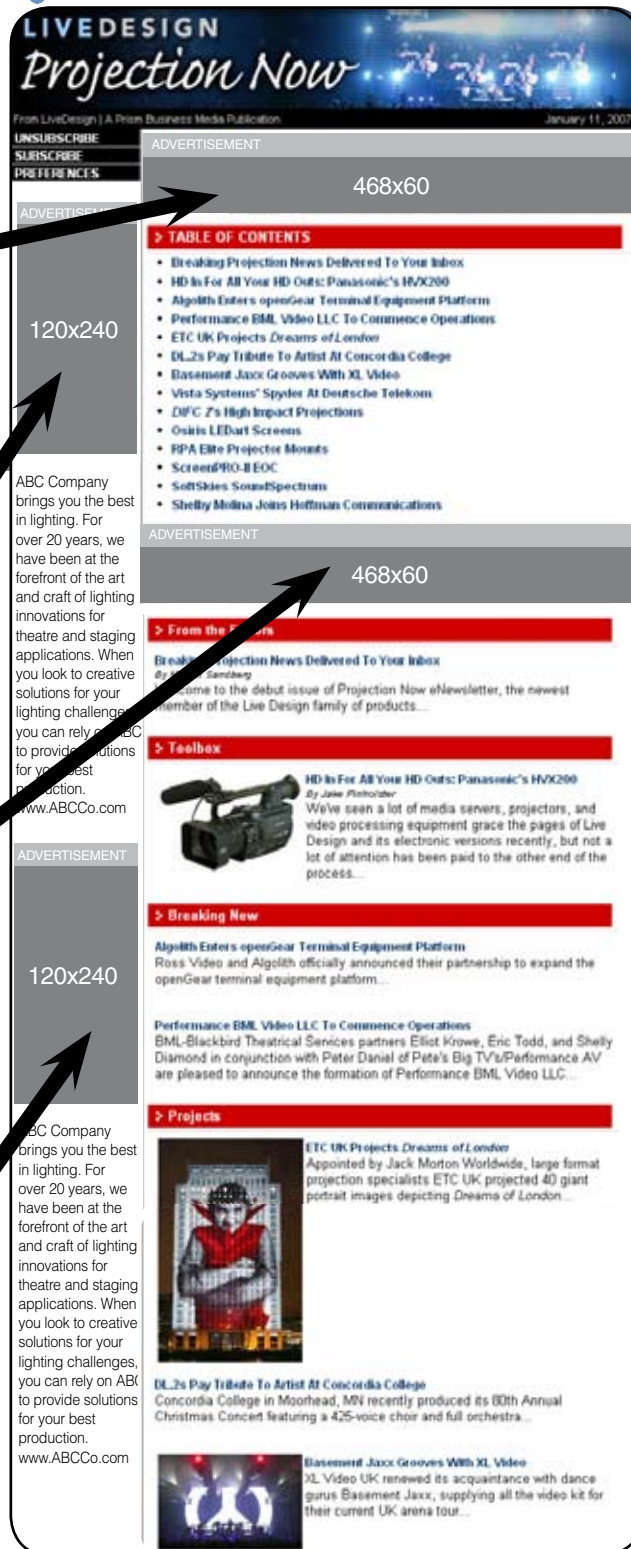 LIVEDESIGN
Projection Now
From LiveDesign | A Prism Business Media Publication
January 11, 2007
UNSUBSCRIBE
SUBSCRIBE
PREFERENCES
ADVERTISEMENT
468x60
ADVERTISEMENT
120x240
ABC Company
brings you the best
in lighting. For
over 20 years, we
have been at the
forefront of the art
and craft of lighting
innovations for
theatre and staging
applications. When
you look to creative
solutions for your
lighting challenges
you can rely on ABC
to provide solutions
for your best
production.
www.ABCCo.com
ADVERTISEMENT
120x240
ABC Company
brings you the best
in lighting. For
over 20 years, we
have been at the
forefront of the art
and craft of lighting
innovations for
theatre and staging
applications. When
you look to creative
solutions for your
lighting challenges,
you can rely on ABC
to provide solutions
for your best
production.
www.ABCCo.com
> TABLE OF CONTENTS
• Breaking Projection News Delivered To Your Inbox
• HD In For All Your HD Outs: Panasonic's HVX200
• Algolith Enters openGear Terminal Equipment Platform
• Performance BML Video LLC To Commence Operations
• ETC UK Projects Dreams of London
• DL.2s Pay Tribute To Artist At Concordia College
• Basement Jaxx Grooves With XL Video
• Vista Systems' Spyder At Deutsche Telekom
• DIFC 7's High Impact Projections
• Osiris LEDart Screens
• RPA Elite Projector Mounts
• ScreenPRO-II EOC
• SoftSkies SoundSpectrum
• Shelby Molina Joins Hoffman Communications
ADVERTISEMENT
468x60
> From the Editors
Breaking Projection News Delivered To Your Inbox
By Sandberg
Welcome to the debut issue of Projection Now eNewsletter, the newest
member of the Live Design family of products...
> Toolbox
HD In For All Your HD Outs: Panasonic's HVX200
By Jake Pinholster
We've seen a lot of media servers, projectors, and
video processing equipment grace the pages of Live
Design and its electronic versions recently, but not a
lot of attention has been paid to the other end of the
process...
> Breaking New
Algolith Enters openGear Terminal Equipment Platform
Ross Video and Algolith officially announced their partnership to expand the
openGear terminal equipment platform...
Performance BML Video LLC To Commence Operations
BML-Blackbird Theatrical Services partners Elliot Krowe, Eric Todd, and Shelly
Diamond in conjunction with Peter Daniel of Pete's Big TV's/Performance AV
are pleased to announce the formation of Performance BML Video LLC...
> Projects
ETC UK Projects Dreams of London
Appointed by Jack Morton Worldwide, large format
projection specialists ETC UK projected 40 giant
portrait images depicting Dreams of London...
DL.2s Pay Tribute To Artist At Concordia College
Concordia College in Moorhead, MN recently produced its 80th Annual
Christmas Concert featuring a 425-voice choir and full orchestra...
Basement Jaxx Grooves With XL Video
XL Video UK renewed its acquaintance with dance
gurus Basement Jaxx, supplying all the video kit for
their current UK arena tour...